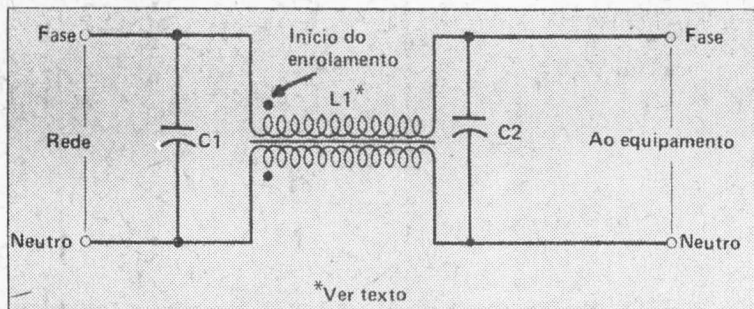 Fase
Início do
enrolamento
Fase
L1*
Rede
C1
C2
Ao equipamento
Neutro
Neutro
*Ver texto